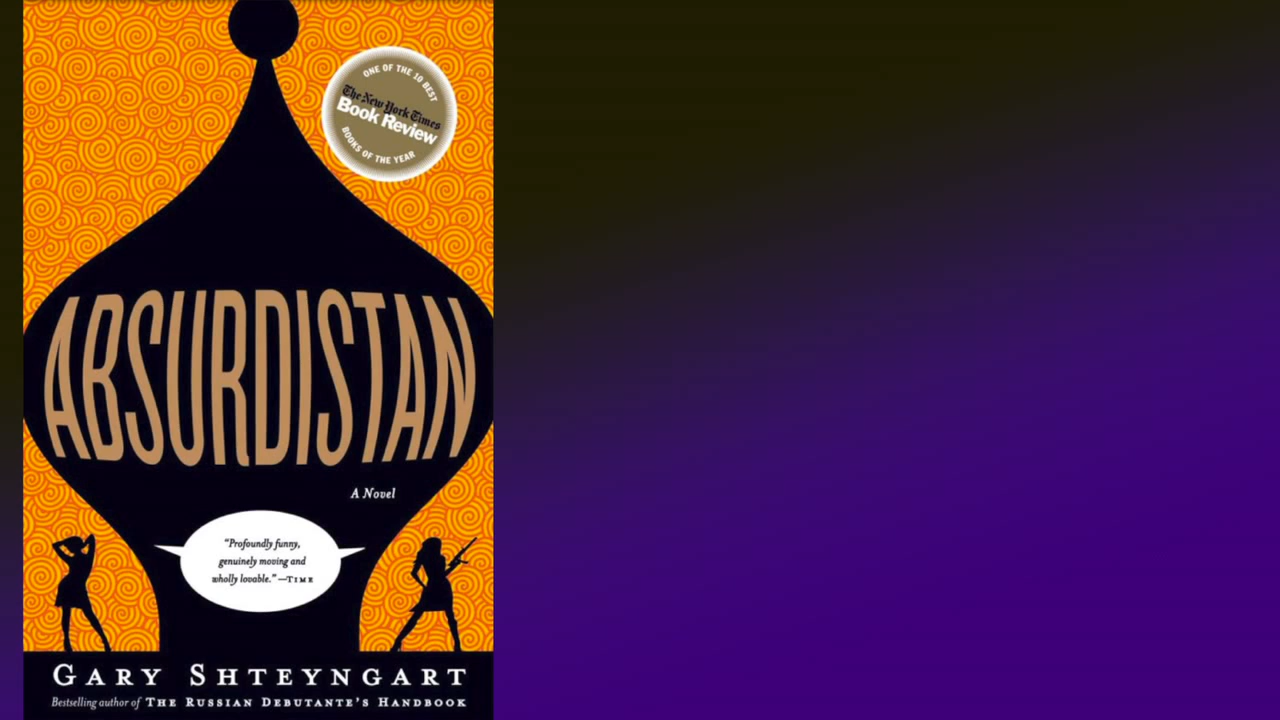 ONE OF THE 10 BEST
The New York Times
Book Review
BOOKS OF THE YEAR
ABSURDISTAN
A Novel
“Profoundly funny,
genuinely moving and
wholly lovable.” —TIME
GARY SHTEYNGART
Bestselling author of THE RUSSIAN DEBUTANTE’S HANDBOOK